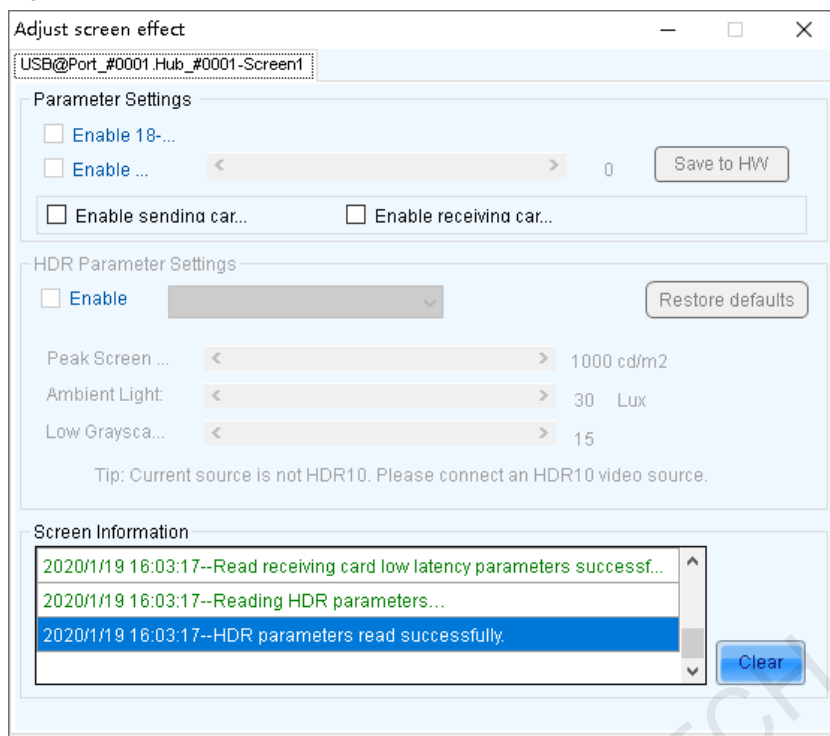 Adjust screen effect
USB@Port_#0001.Hub_#0001-Screen1
Parameter Settings
Enable 18-...
Enable ... 0 Save to HW
Enable sending car... Enable receiving car...
HDR Parameter Settings
Enable Restore defaults
Peak Screen ... 1000 cd/m2
Ambient Light: 30 Lux
Low Graysca... 15
Tip: Current source is not HDR10. Please connect an HDR10 video source.
Screen Information
2020/1/19 16:03:17--Read receiving card low latency parameters successf...
2020/1/19 16:03:17--Reading HDR parameters...
2020/1/19 16:03:17--HDR parameters read successfully.
Clear